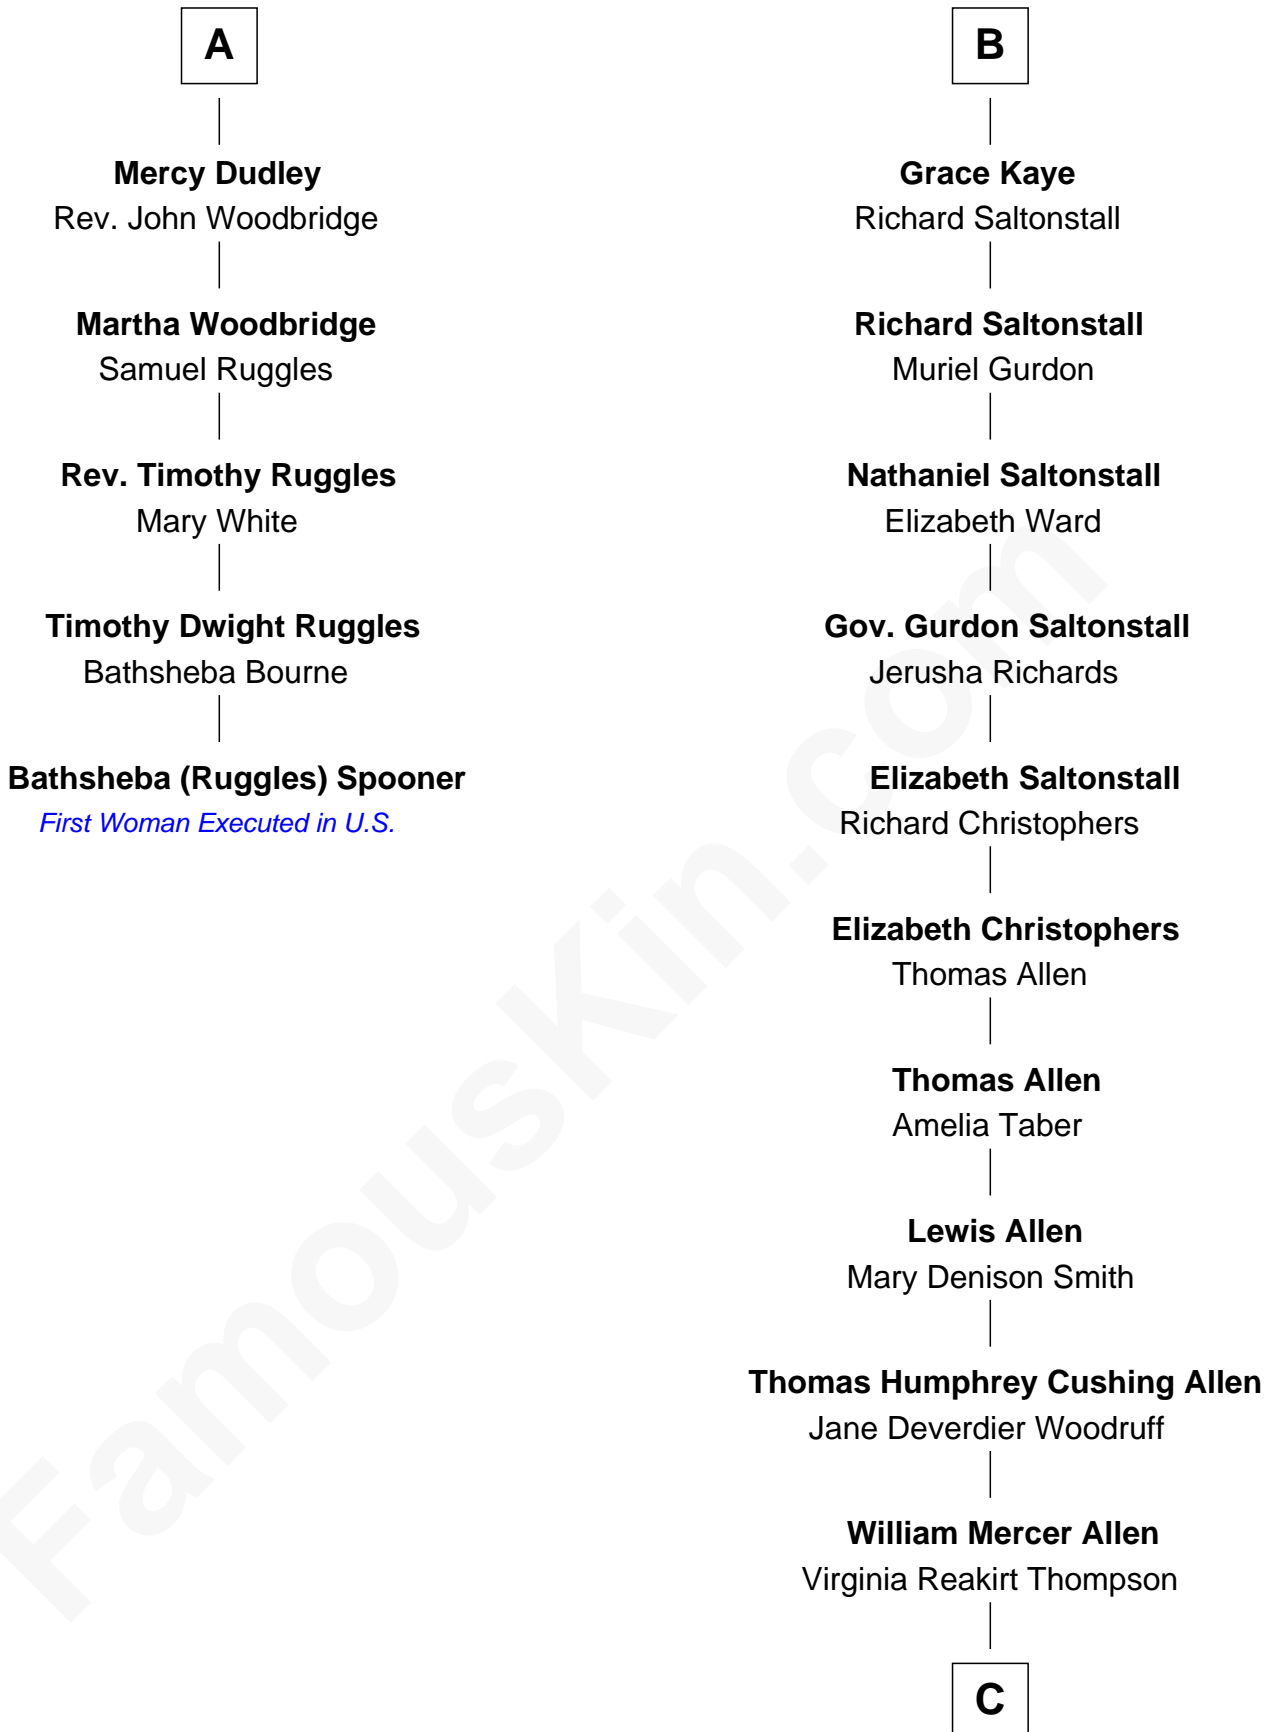 A
Mercy Dudley
Rev. John Woodbridge
Martha Woodbridge
Samuel Ruggles
Rev. Timothy Ruggles
Mary White
Timothy Dwight Ruggles
Bathsheba Bourne
Bathsheba (Ruggles) Spooner
First Woman Executed in U.S.
B
Grace Kaye
Richard Saltonstall
Richard Saltonstall
Muriel Gurdon
Nathaniel Saltonstall
Elizabeth Ward
Gov. Gurdon Saltonstall
Jerusha Richards
Elizabeth Saltonstall
Richard Christophers
Elizabeth Christophers
Thomas Allen
Thomas Allen
Amelia Taber
Lewis Allen
Mary Denison Smith
Thomas Humphrey Cushing Allen
Jane Deverdier Woodruff
William Mercer Allen
Virginia Reakirt Thompson
C
FamousKin.com